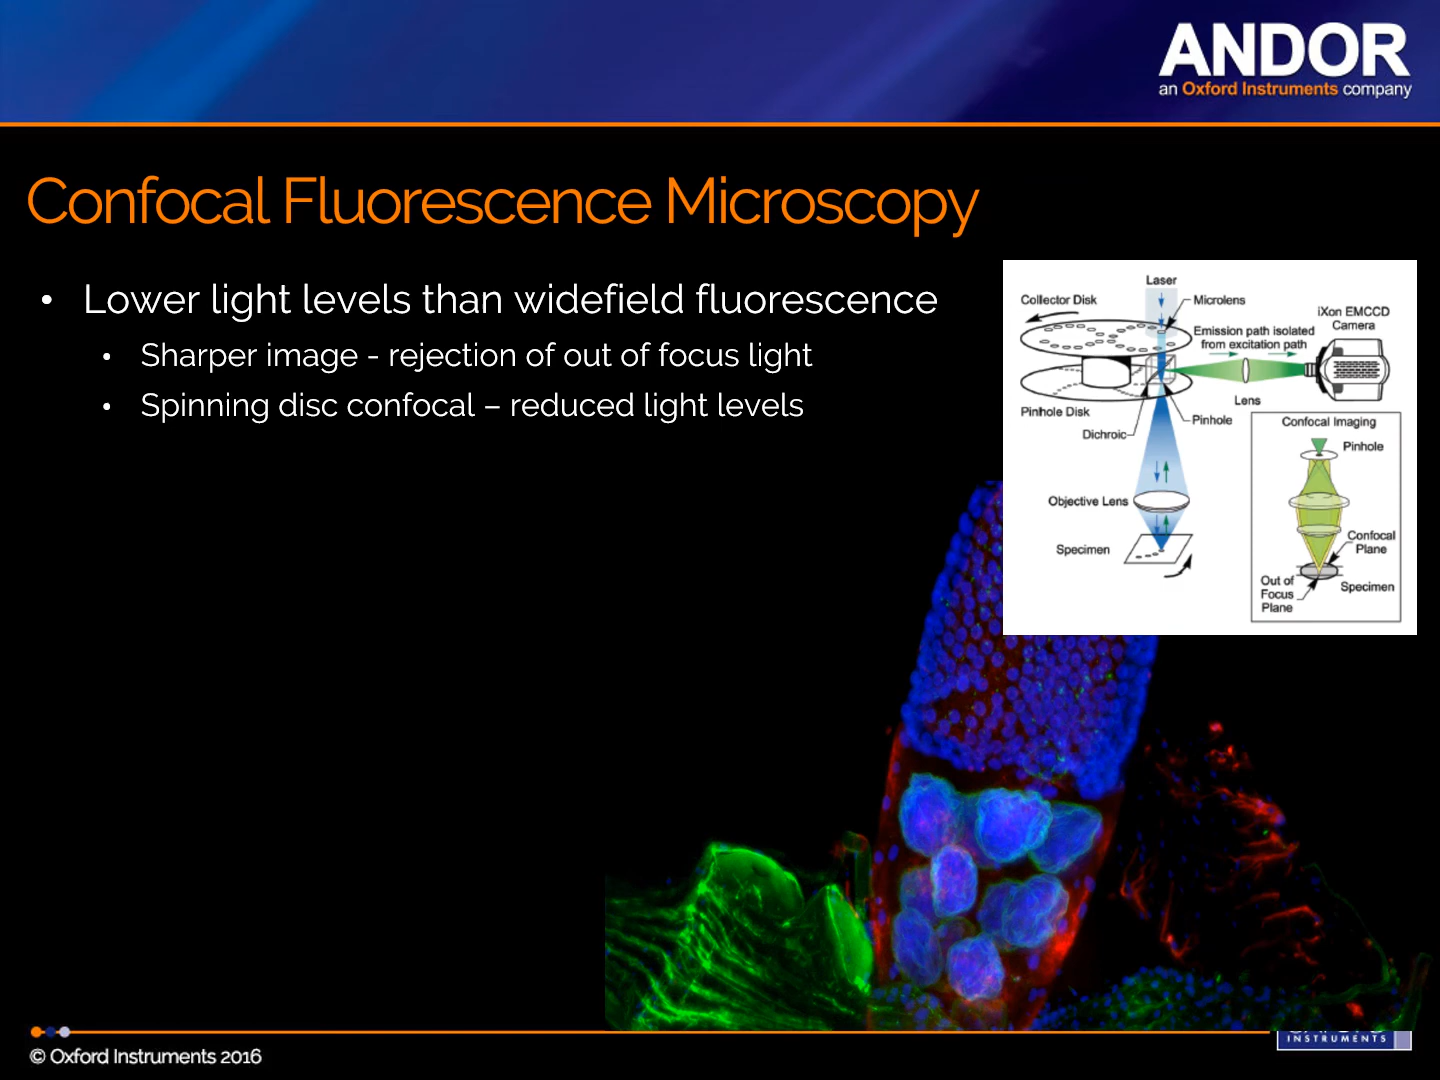 ANDOR
an Oxford Instruments company
Confocal Fluorescence Microscopy
• Lower light levels than widefield fluorescence
• Sharper image - rejection of out of focus light
• Spinning disc confocal – reduced light levels
Laser
Collector Disk
Microlens
iXon EMCCD
Camera
Emission path isolated
from excitation path
Lens
Pinhole Disk
Pinhole
Dichroic
Objective Lens
Specimen
Confocal Imaging
Pinhole
Confocal
Plane
Out of
Focus
Plane
Specimen
© Oxford Instruments 2016
INSTRUMENTS